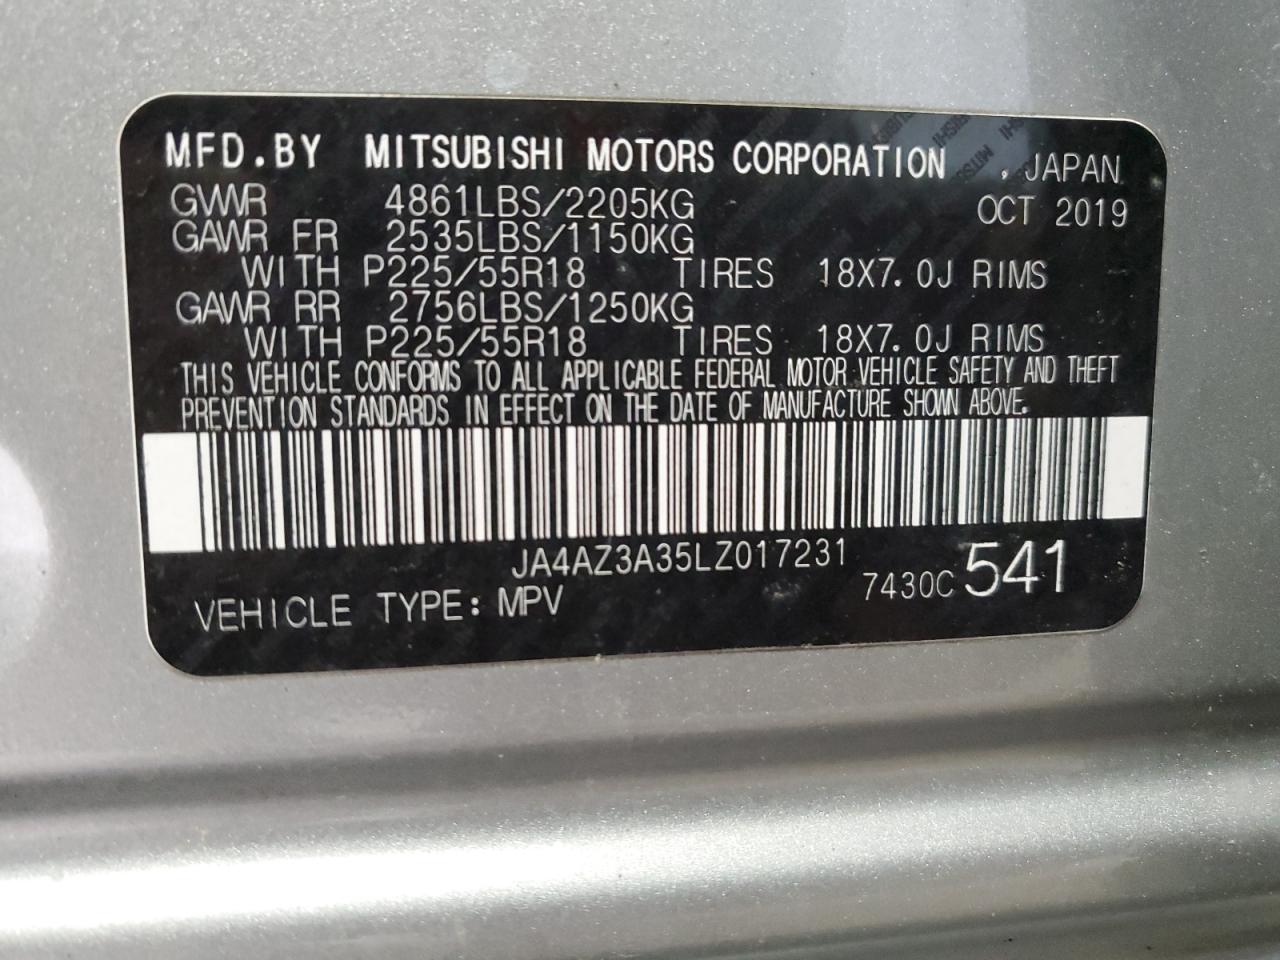 MFD.BY MITSUBISHI MOTORS CORPORATION , JAPAN
GVWR 4861LBS/2205KG OCT 2019
GAWR FR 2535LBS/1150KG
WITH P225/55R18 TIRES 18X7.0J RIMS
GAWR RR 2756LBS/1250KG
WITH P225/55R18 TIRES 18X7.0J RIMS
THIS VEHICLE CONFORMS TO ALL APPLICABLE FEDERAL MOTOR VEHICLE SAFETY AND THEFT
PREVENTION STANDARDS IN EFFECT ON THE DATE OF MANUFACTURE SHOWN ABOVE.
JA4AZ3A35LZ017231
7430C 541
VEHICLE TYPE: MPV